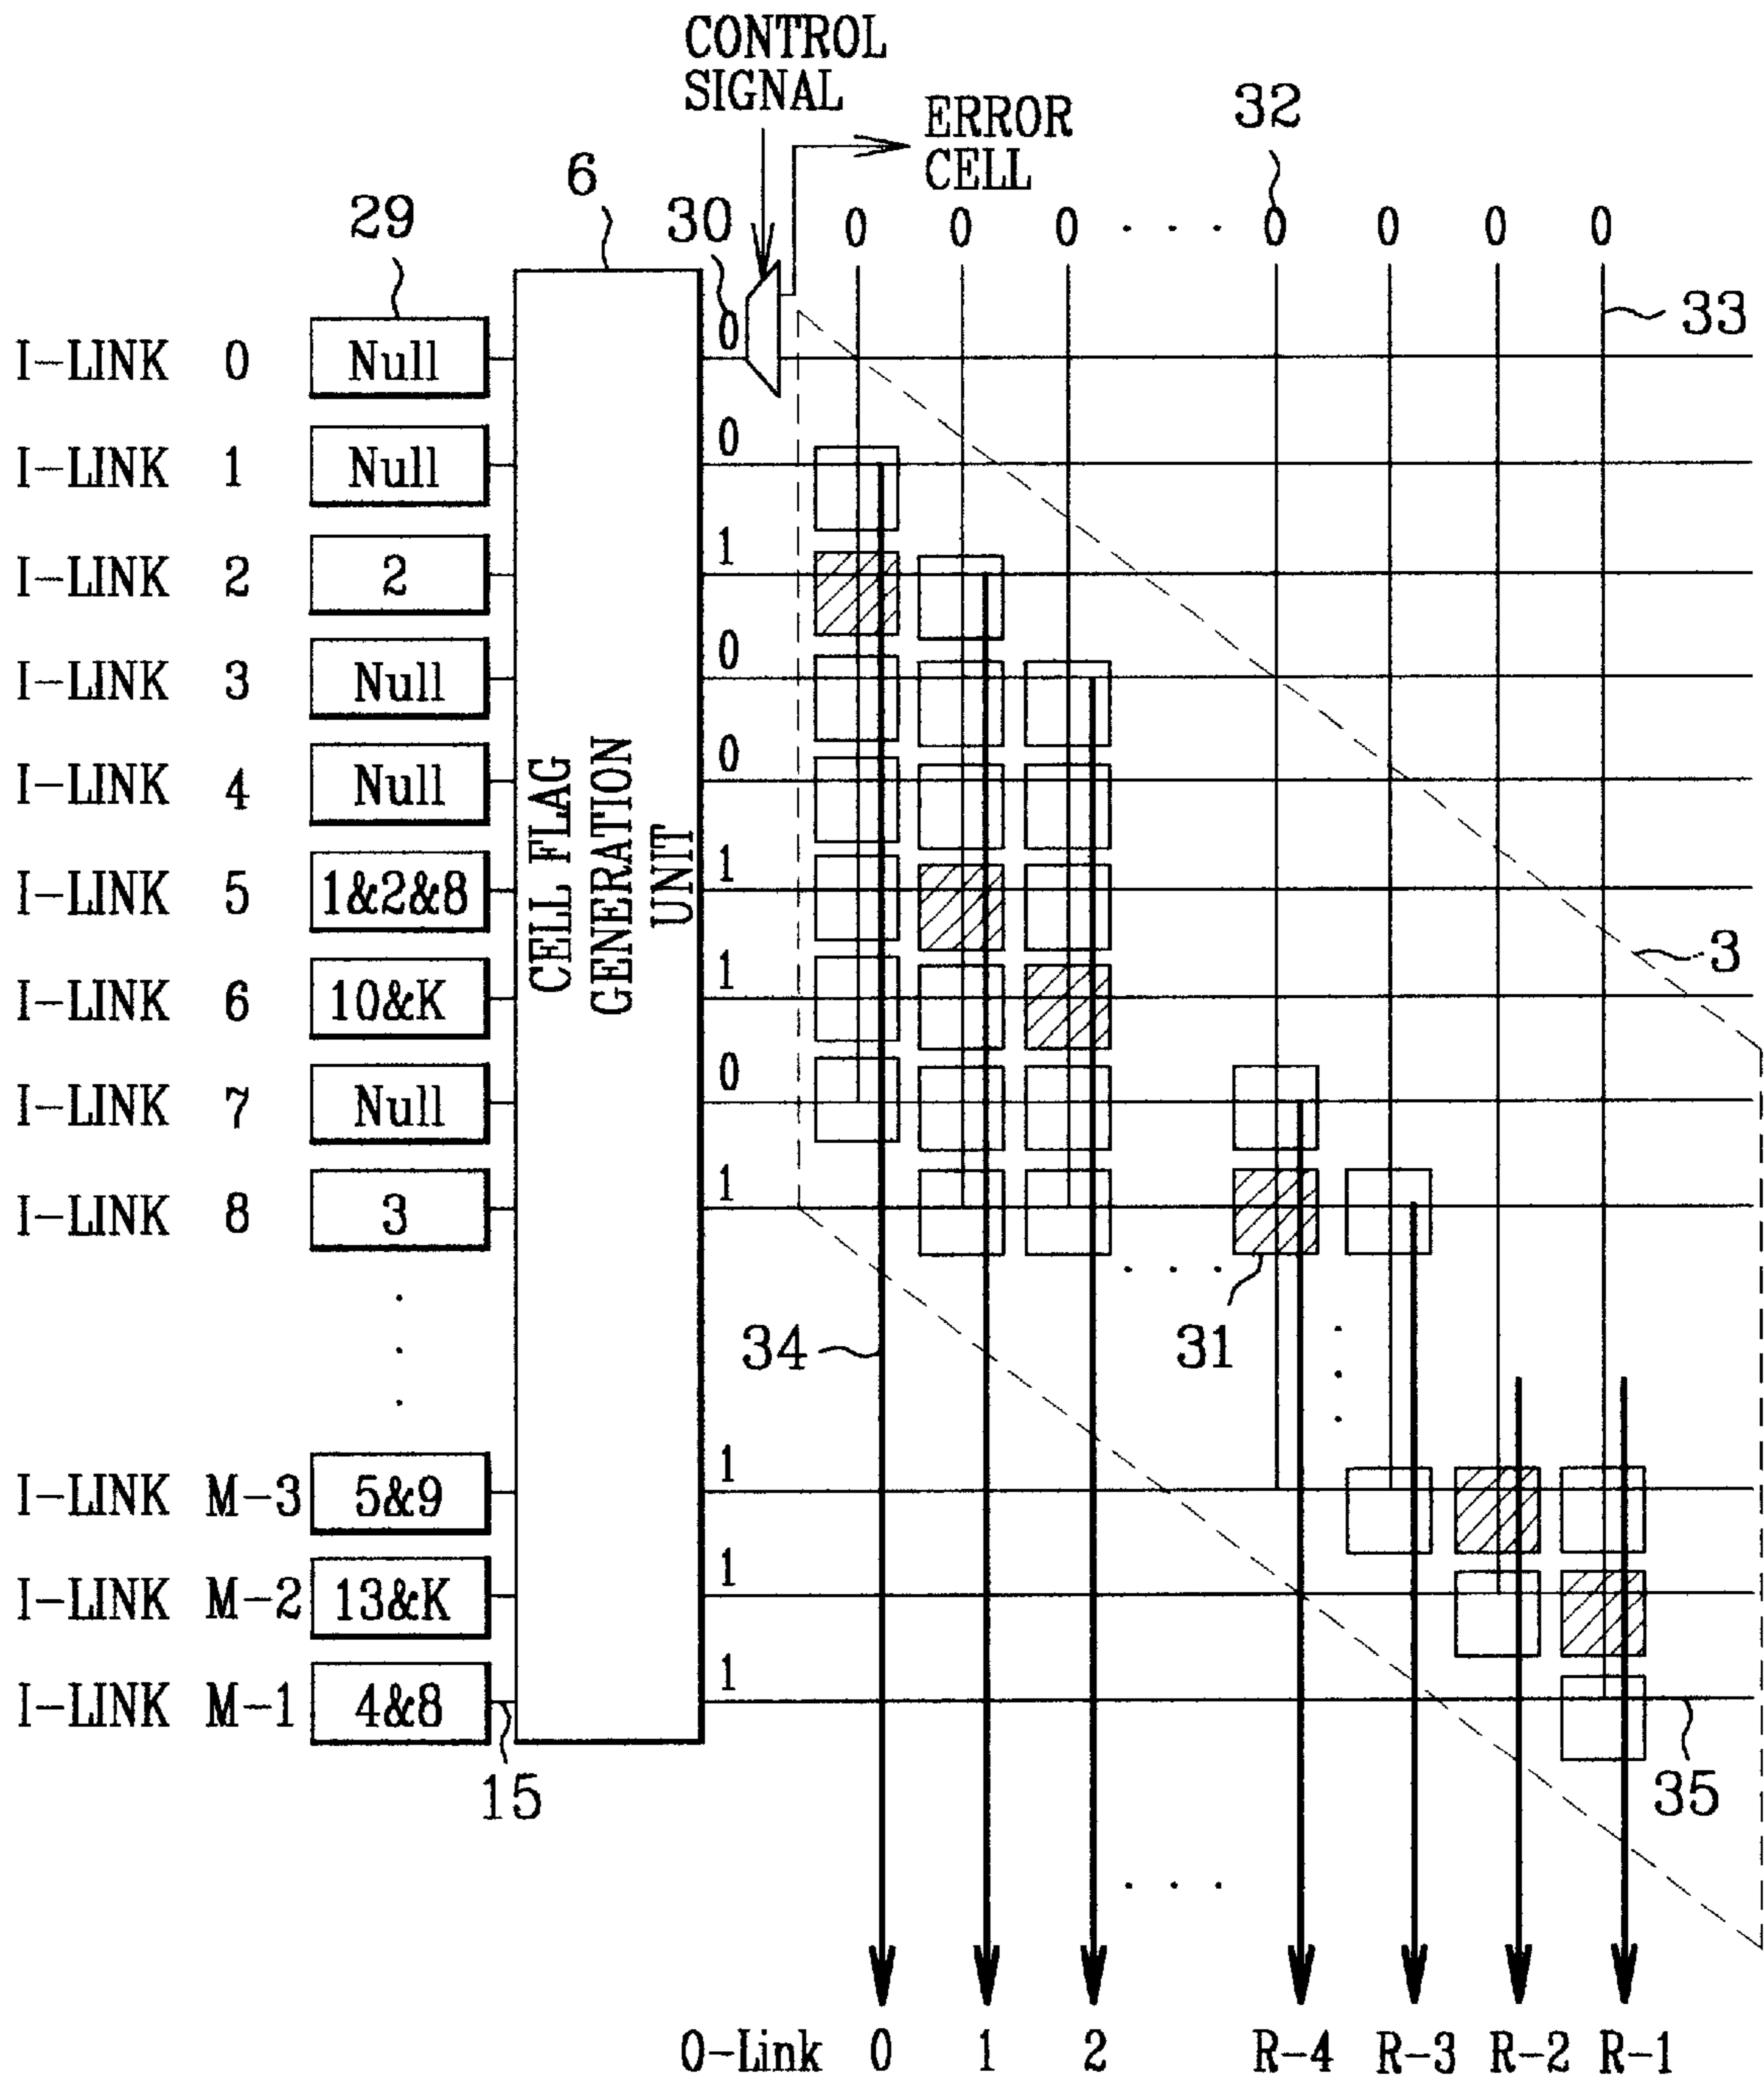 CONTROL
SIGNAL
ERROR
CELL
32
6
29
30
0 0 0 . . . 0 0 0 0
33
I-LINK 0 Null 0
I-LINK 1 Null 0
I-LINK 2 2 1
I-LINK 3 Null 0
I-LINK 4 Null 0
I-LINK 5 1&2&8 1
I-LINK 6 10&K 1
I-LINK 7 Null 0
I-LINK 8 3 1
CELL FLAG
GENERATION
UNIT
3
. . .
34
31
I-LINK M-3 5&9 1
I-LINK M-2 13&K 1
I-LINK M-1 4&8 1
15
35
. . .
O-Link 0 1 2 R-4 R-3 R-2 R-1